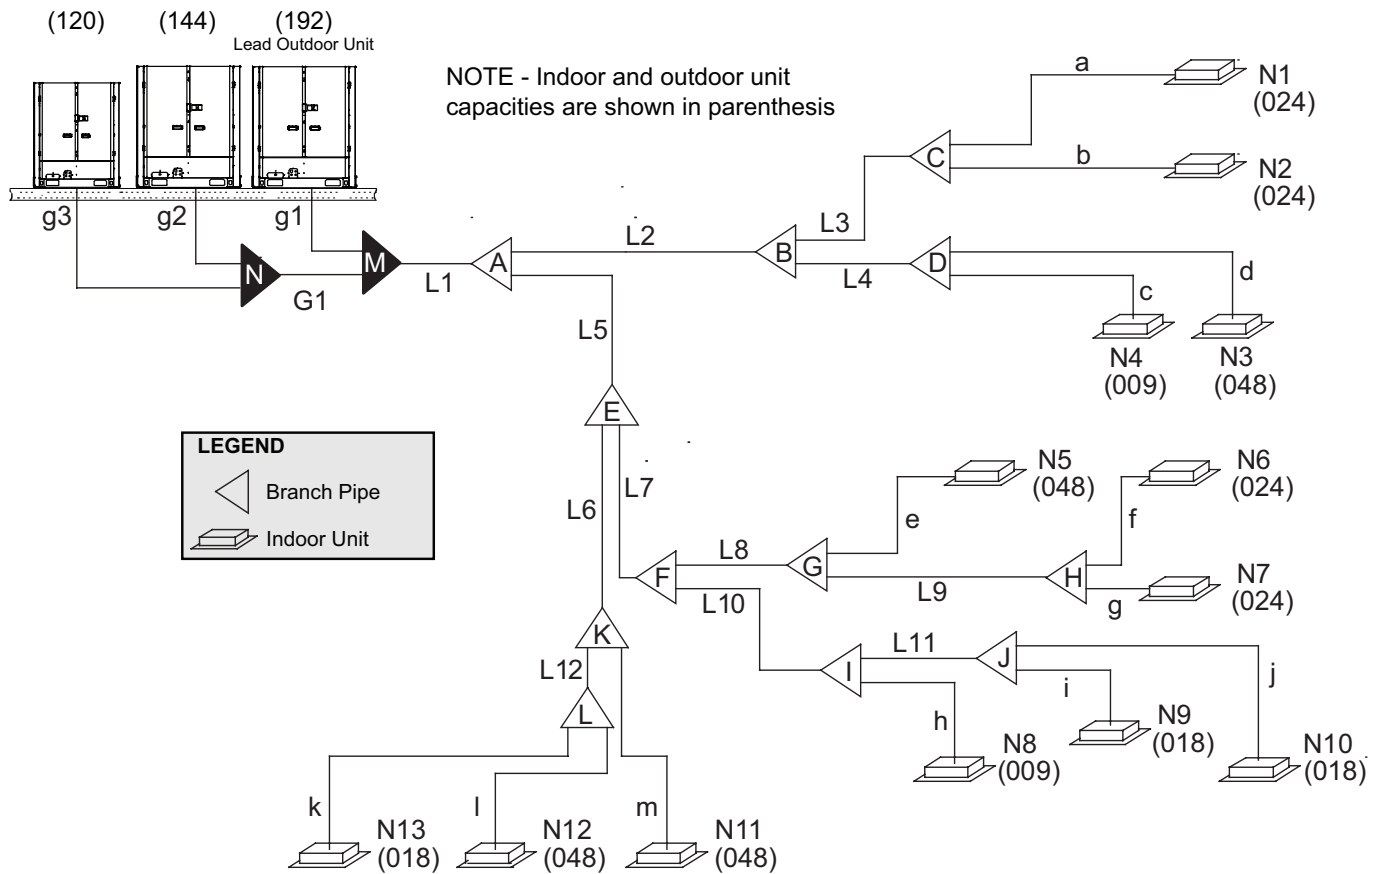 (120)
(144)
(192)
Lead Outdoor Unit
NOTE - Indoor and outdoor unit
capacities are shown in parenthesis
g3
g2
g1
N
G1
M
L1
A
L2
B
L3
C
a
N1
(024)
b
N2
(024)
L4
D
d
c
N4
(009)
N3
(048)
L5
E
LEGEND
Branch Pipe
Indoor Unit
L6
L7
F
L8
G
e
N5
(048)
L9
H
f
N6
(024)
g
N7
(024)
L10
I
L11
J
j
i
h
N8
(009)
N9
(018)
N10
(018)
K
L12
L
k
l
m
N13
(018)
N12
(048)
N11
(048)